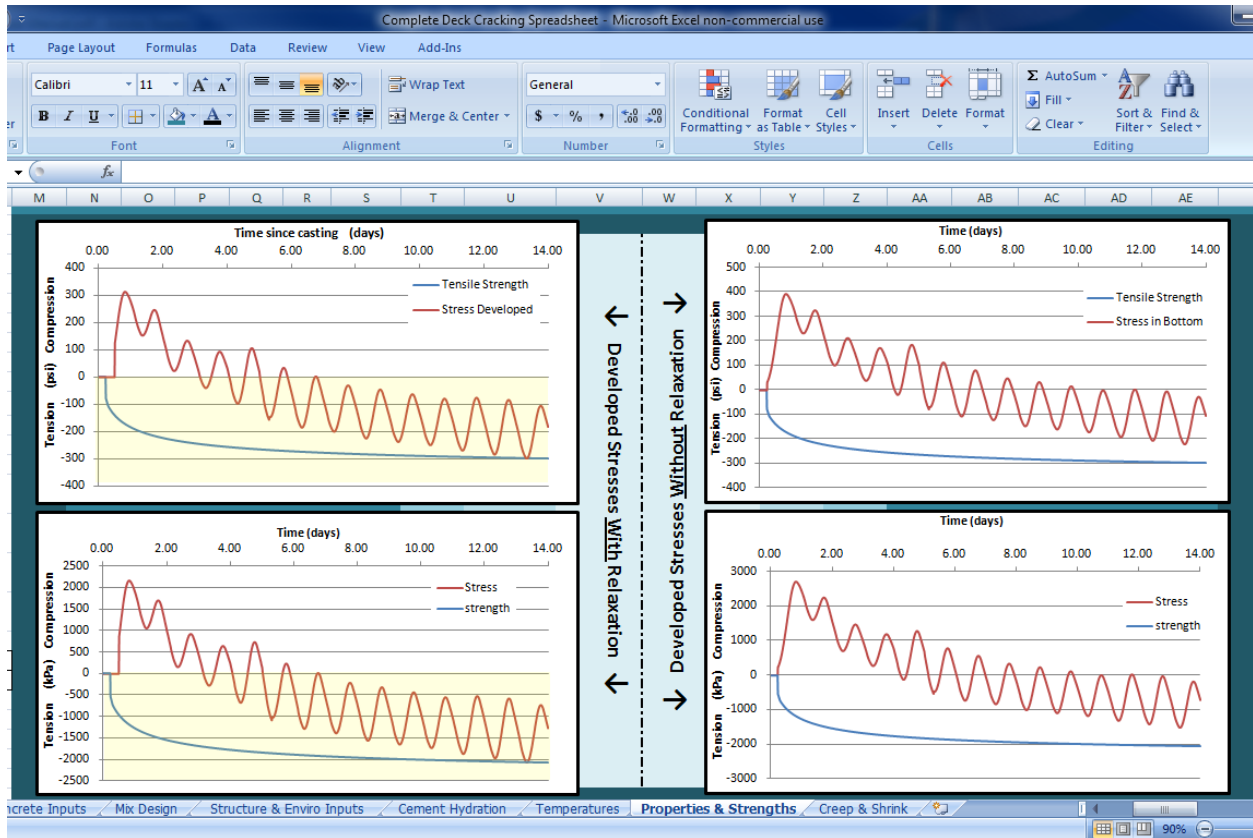 Complete Deck Cracking Spreadsheet - Microsoft Excel non-commercial use
rt Page Layout Formulas Data Review View Add-Ins
Calibri 11 A A Wrap Text General Σ AutoSum A Z
Fill
B I U A Merge & Center $ % , .0 .00 .00 .0 Conditional Formatting Format as Table Cell Styles Insert Delete Format Clear Sort & Filter Find & Select
er Font Alignment Number Styles Cells Editing
fx
M N O P Q R S T U V W X Y Z AA AB AC AD AE
Time since casting (days)
0.00 2.00 4.00 6.00 8.00 10.00 12.00 14.00
400
300
200
100
0
-100
-200
-300
-400
Tension (psi) Compression
Tensile Strength
Stress Developed
Time (days)
0.00 2.00 4.00 6.00 8.00 10.00 12.00 14.00
500
400
300
200
100
0
-100
-200
-300
-400
Tension (psi) Compression
Tensile Strength
Stress in Bottom
← Developed Stresses With Relaxation ←
→ Developed Stresses Without Relaxation →
Time (days)
0.00 2.00 4.00 6.00 8.00 10.00 12.00 14.00
2500
2000
1500
1000
500
0
-500
-1000
-1500
-2000
-2500
Tension (kPa) Compression
Stress
strength
Time (days)
0.00 2.00 4.00 6.00 8.00 10.00 12.00 14.00
3000
2000
1000
0
-1000
-2000
-3000
Tension (kPa) Compression
Stress
strength
ncrete Inputs Mix Design Structure & Enviro Inputs Cement Hydration Temperatures Properties & Strengths Creep & Shrink
90%